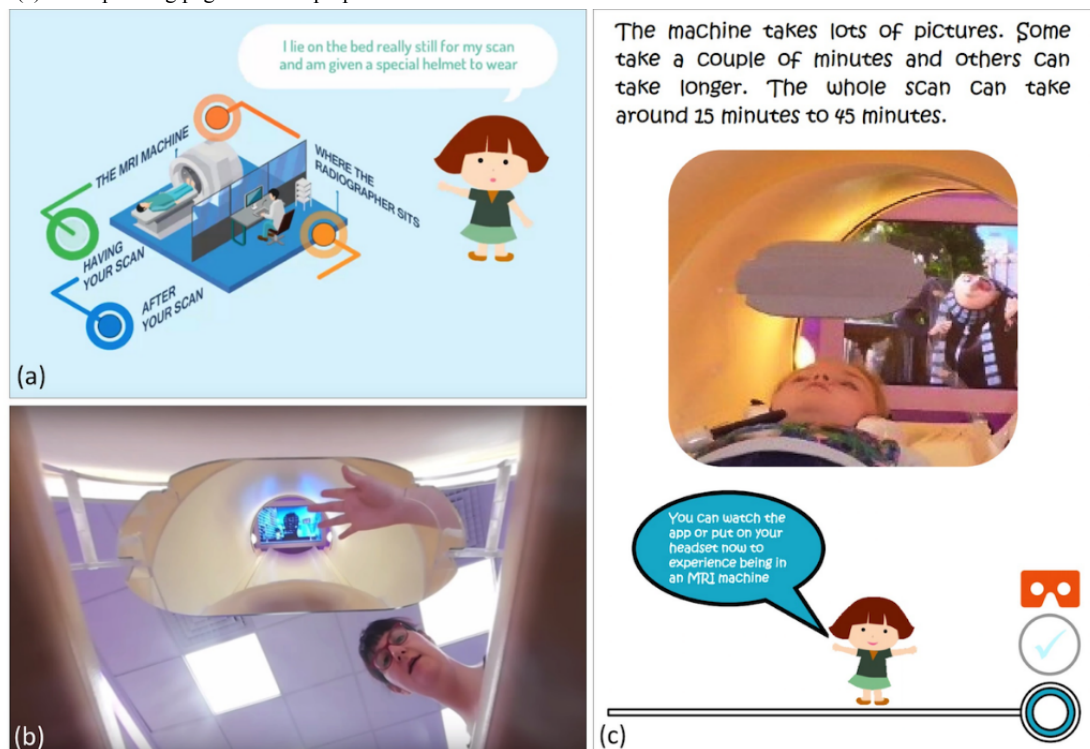 I lie on the bed really still for my scan
and am given a special helmet to wear
THE MRI MACHINE
WHERE THE
RADIOGRAPHER SITS
HAVING
YOUR SCAN
AFTER
YOUR SCAN
(a)
(b)
The machine takes lots of pictures. Some
take a couple of minutes and others can
take longer. The whole scan can take
around 15 minutes to 45 minutes.
You can watch the
app or put on your
headset now to
experience being in
an MRI machine
(c)